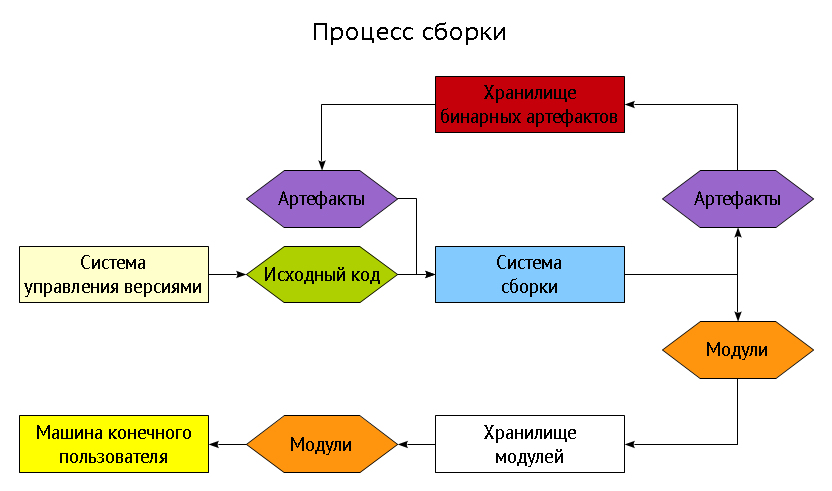 Процесс сборки
Хранилище
бинарных артефактов
Артефакты
Артефакты
Система
управления версиями
Исходный код
Система
сборки
Модули
Машина конечного
пользователя
Модули
Хранилище
модулей